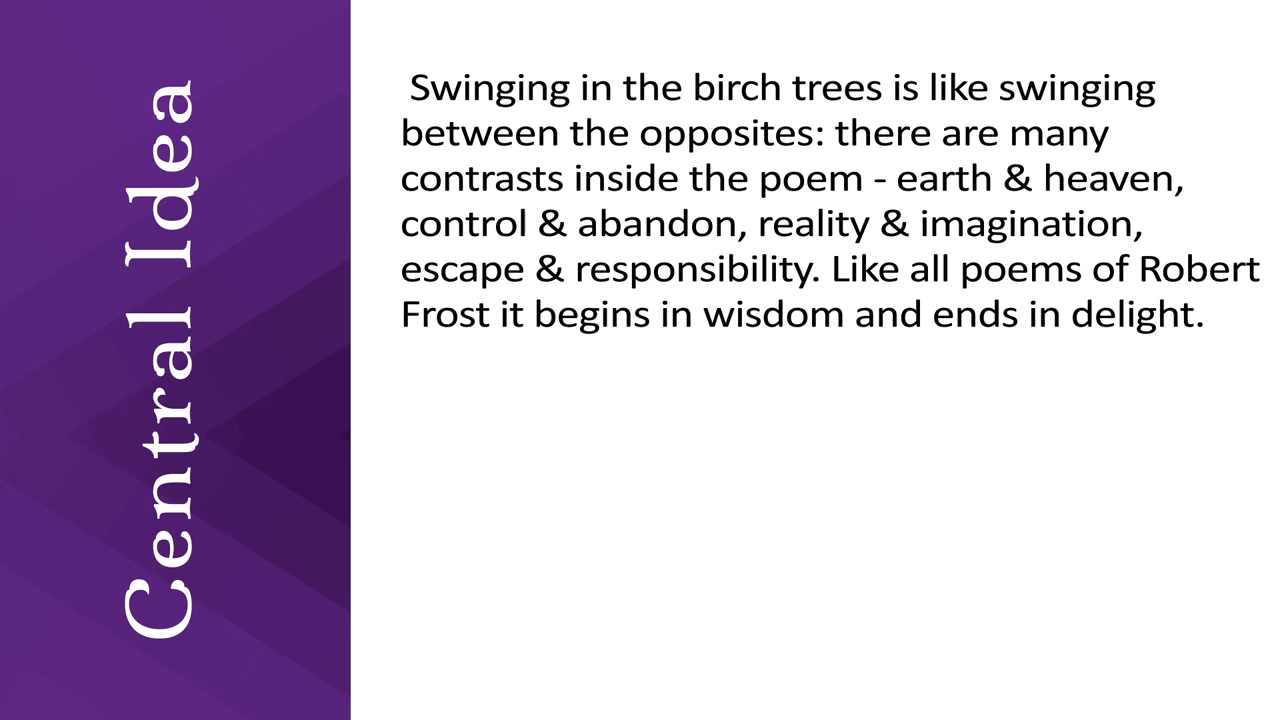 Central Idea
Swinging in the birch trees is like swinging
between the opposites: there are many
contrasts inside the poem - earth & heaven,
control & abandon, reality & imagination,
escape & responsibility. Like all poems of Robert
Frost it begins in wisdom and ends in delight.